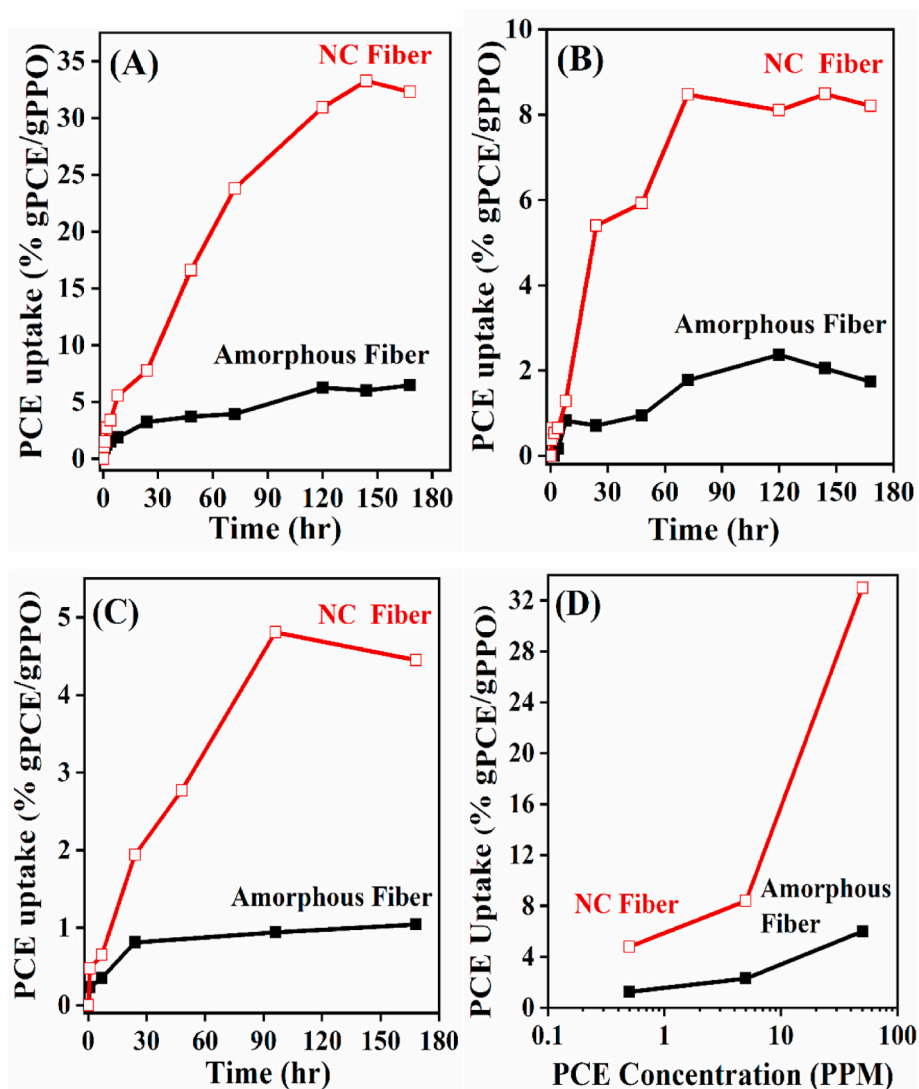 (A)
NC Fiber
Amorphous Fiber
PCE uptake (% gPCE/gPPO)
35
30
25
20
15
10
5
0
0 30 60 90 120 150 180
Time (hr)
(B)
NC Fiber
Amorphous Fiber
PCE uptake (% gPCE/gPPO)
10
8
6
4
2
0
0 30 60 90 120 150 180
Time (hr)
(C)
NC Fiber
Amorphous Fiber
PCE uptake (% gPCE/gPPO)
5
4
3
2
1
0
0 30 60 90 120 150 180
Time (hr)
(D)
NC Fiber
Amorphous
Fiber
PCE Uptake (% gPCE/gPPO)
32
28
24
20
16
12
8
4
0
0.1 1 10 100
PCE Concentration (PPM)